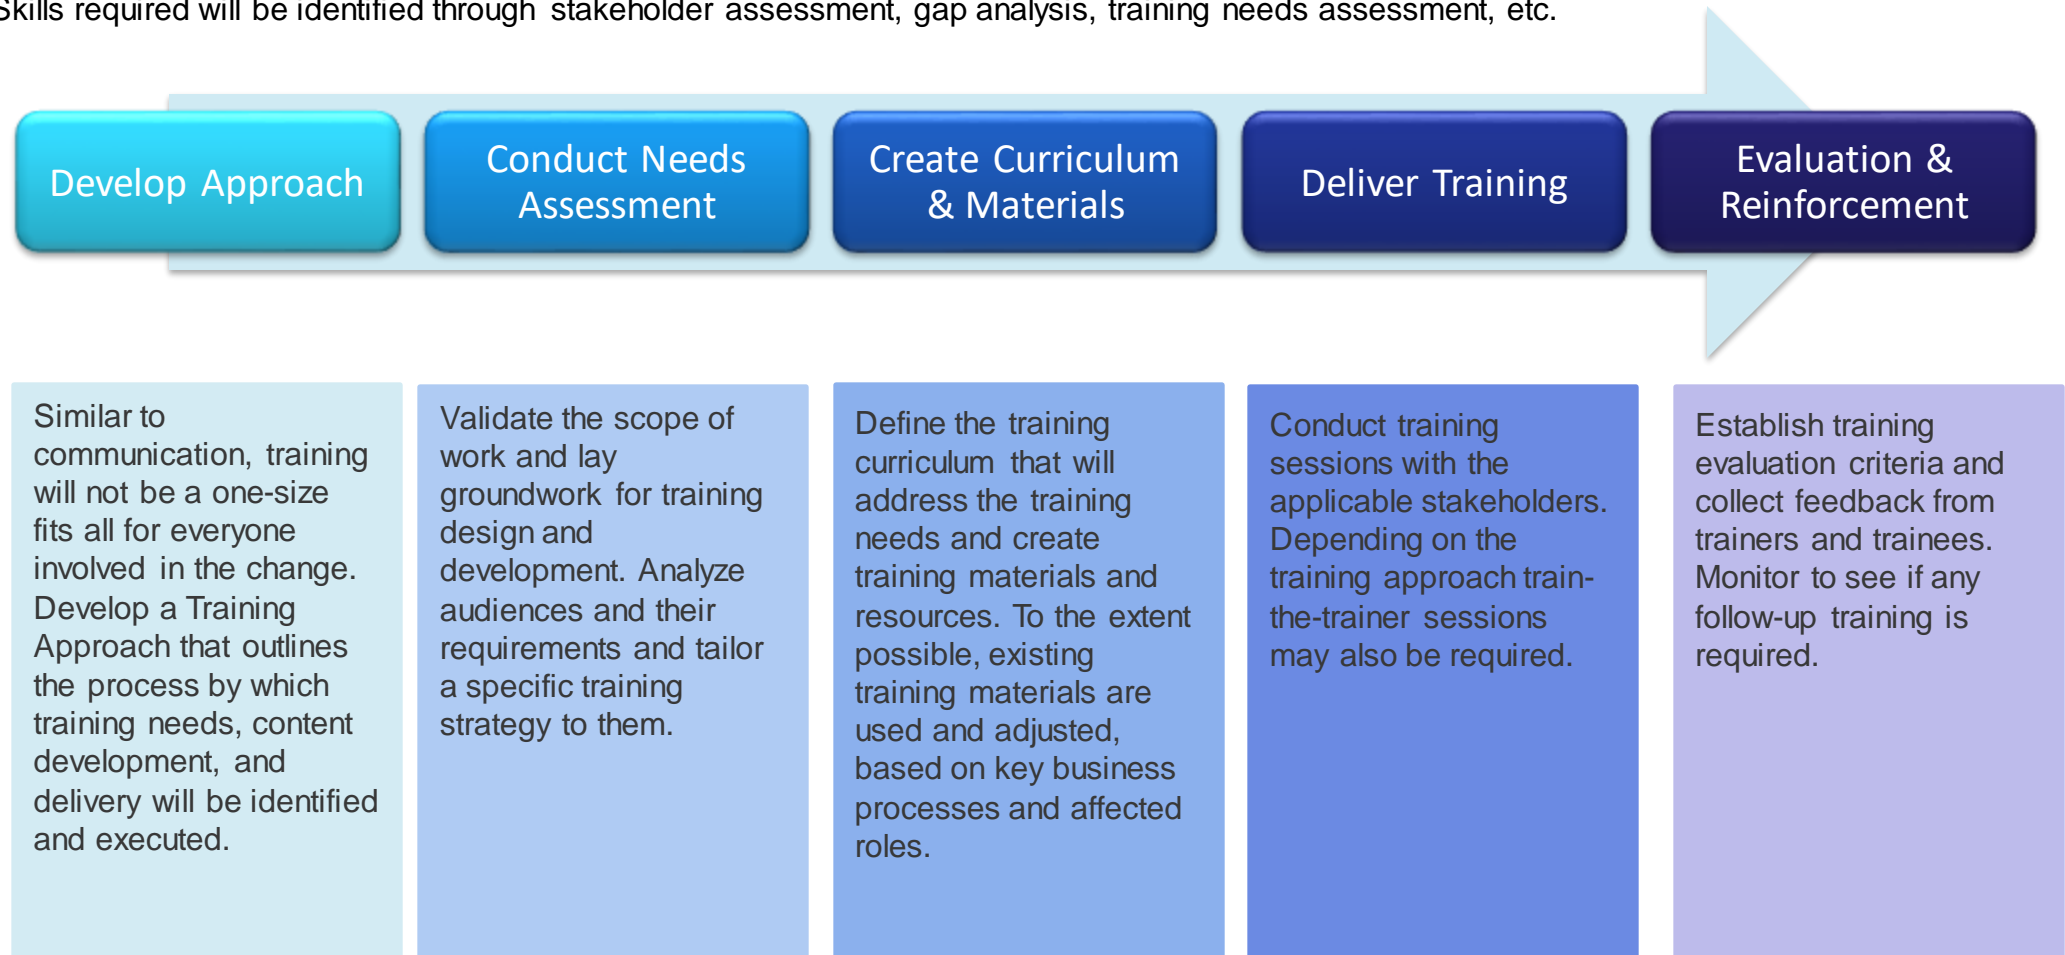 Skills required will be identified through stakeholder assessment, gap analysis, training needs assessment, etc.
Develop Approach
Conduct Needs
Assessment
Create Curriculum
& Materials
Deliver Training
Evaluation &
Reinforcement
Similar to
communication, training
will not be a one-size
fits all for everyone
involved in the change.
Develop a Training
Approach that outlines
the process by which
training needs, content
development, and
delivery will be identified
and executed.
Validate the scope of
work and lay
groundwork for training
design and
development. Analyze
audiences and their
requirements and tailor
a specific training
strategy to them.
Define the training
curriculum that will
address the training
needs and create
training materials and
resources. To the extent
possible, existing
training materials are
used and adjusted,
based on key business
processes and affected
roles.
Conduct training
sessions with the
applicable stakeholders.
Depending on the
training approach train-
the-trainer sessions
may also be required.
Establish training
evaluation criteria and
collect feedback from
trainers and trainees.
Monitor to see if any
follow-up training is
required.